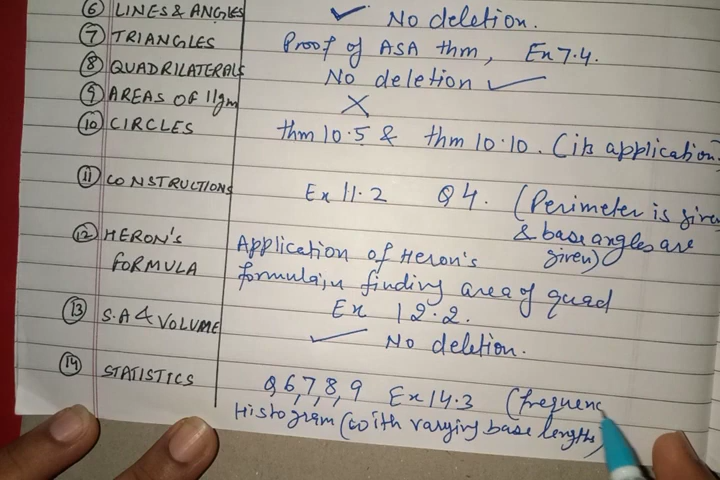 ⑥ LINES & ANGLES ✓ No deletion.
⑦ TRIANGLES Proof of ASA thm, Ex 7.4.
⑧ QUADRILATERALS No deletion ✓
⑨ AREAS OF llgm X
⑩ CIRCLES thm 10.5 & thm 10.10. (its application)
⑪ CONSTRUCTIONS Ex 11.2 Q4. (Perimeter is given
& base angles are
given)
⑫ HERON'S Application of Heron's
FORMULA formula in finding area of quad
Ex 12.2.
⑬ S.A & VOLUME ✓ No deletion.
⑭ STATISTICS Q 6,7,8,9 Ex 14.3 (frequenc
Histogram (with varying base lengths)